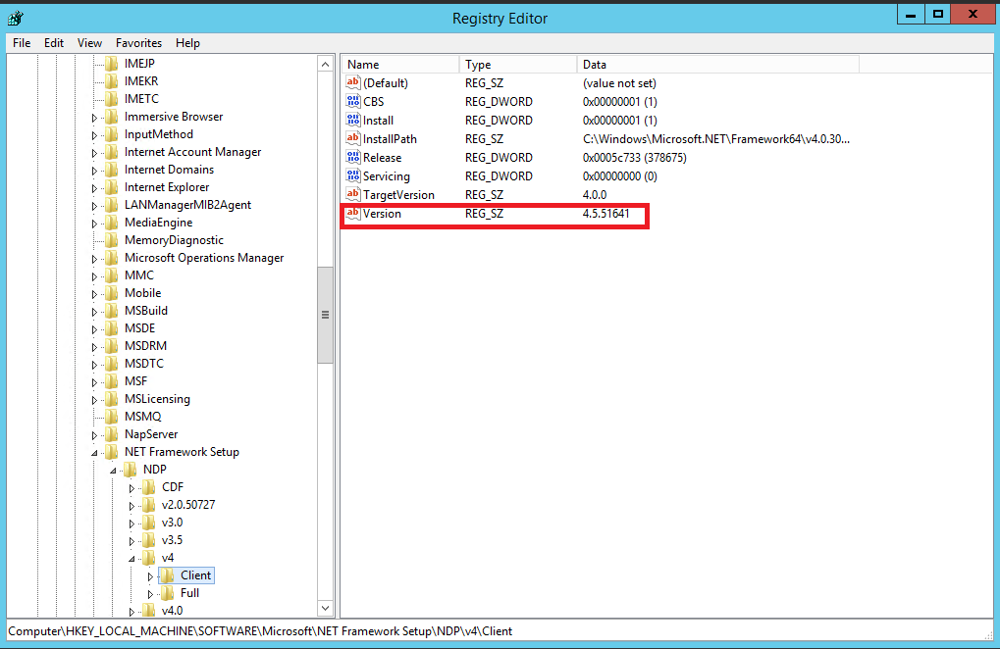 Registry Editor
File Edit View Favorites Help
IMEJP
IMEKR
IMETC
Immersive Browser
InputMethod
Internet Account Manager
Internet Domains
Internet Explorer
LANManagerMIB2Agent
MediaEngine
MemoryDiagnostic
Microsoft Operations Manager
MMC
Mobile
MSBuild
MSDE
MSDRM
MSDTC
MSF
MSLicensing
MSMQ
NapServer
NET Framework Setup
NDP
CDF
v2.0.50727
v3.0
v3.5
v4
Client
Full
v4.0
Name Type Data
(Default) REG_SZ (value not set)
CBS REG_DWORD 0x00000001 (1)
Install REG_DWORD 0x00000001 (1)
InstallPath REG_SZ C:\Windows\Microsoft.NET\Framework64\v4.0.30...
Release REG_DWORD 0x0005c733 (378675)
Servicing REG_DWORD 0x00000000 (0)
TargetVersion REG_SZ 4.0.0
Version REG_SZ 4.5.51641
Computer\HKEY_LOCAL_MACHINE\SOFTWARE\Microsoft\NET Framework Setup\NDP\v4\Client